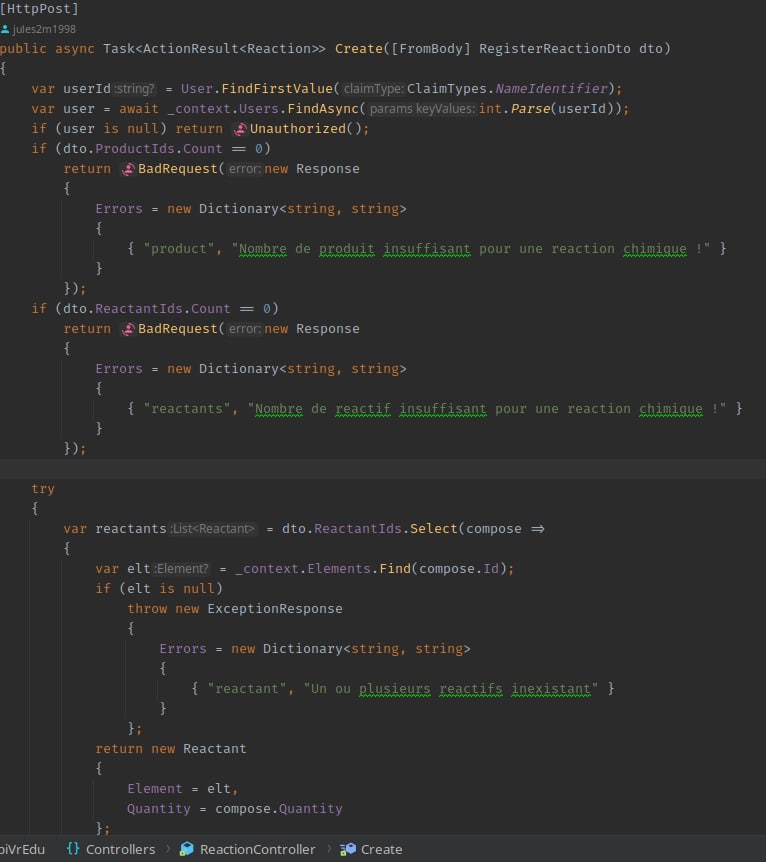 [HttpPost]
jules2m1998
public async Task<ActionResult<Reaction>> Create([FromBody] RegisterReactionDto dto)
{
var userId :string? = User.FindFirstValue( claimType: ClaimTypes.NameIdentifier);
var user = await _context.Users.FindAsync( params keyValues: int.Parse(userId));
if (user is null) return Unauthorized();
if (dto.ProductIds.Count == 0)
return BadRequest( error: new Response
{
Errors = new Dictionary<string, string>
{
{ "product", "Nombre de produit insuffisant pour une reaction chimique !" }
}
});
if (dto.ReactantIds.Count == 0)
return BadRequest( error: new Response
{
Errors = new Dictionary<string, string>
{
{ "reactants", "Nombre de reactif insuffisant pour une reaction chimique !" }
}
});
try
{
var reactants :List<Reactant> = dto.ReactantIds.Select(compose =>
{
var elt :Element? = _context.Elements.Find(compose.Id);
if (elt is null)
throw new ExceptionResponse
{
Errors = new Dictionary<string, string>
{
{ "reactant", "Un ou plusieurs reactifs inexistant" }
}
};
return new Reactant
{
Element = elt,
Quantity = compose.Quantity
};
piVrEdu {} Controllers > ReactionController > Create